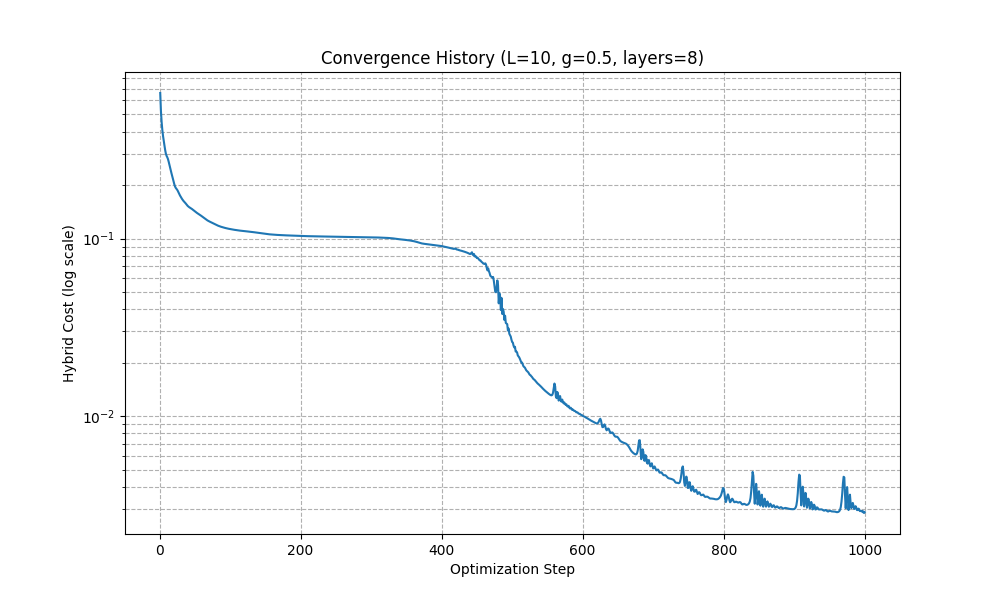 Convergence History (L=10, g=0.5, layers=8)
Hybrid Cost (log scale)
10⁻¹
10⁻²
0 200 400 600 800 1000
Optimization Step